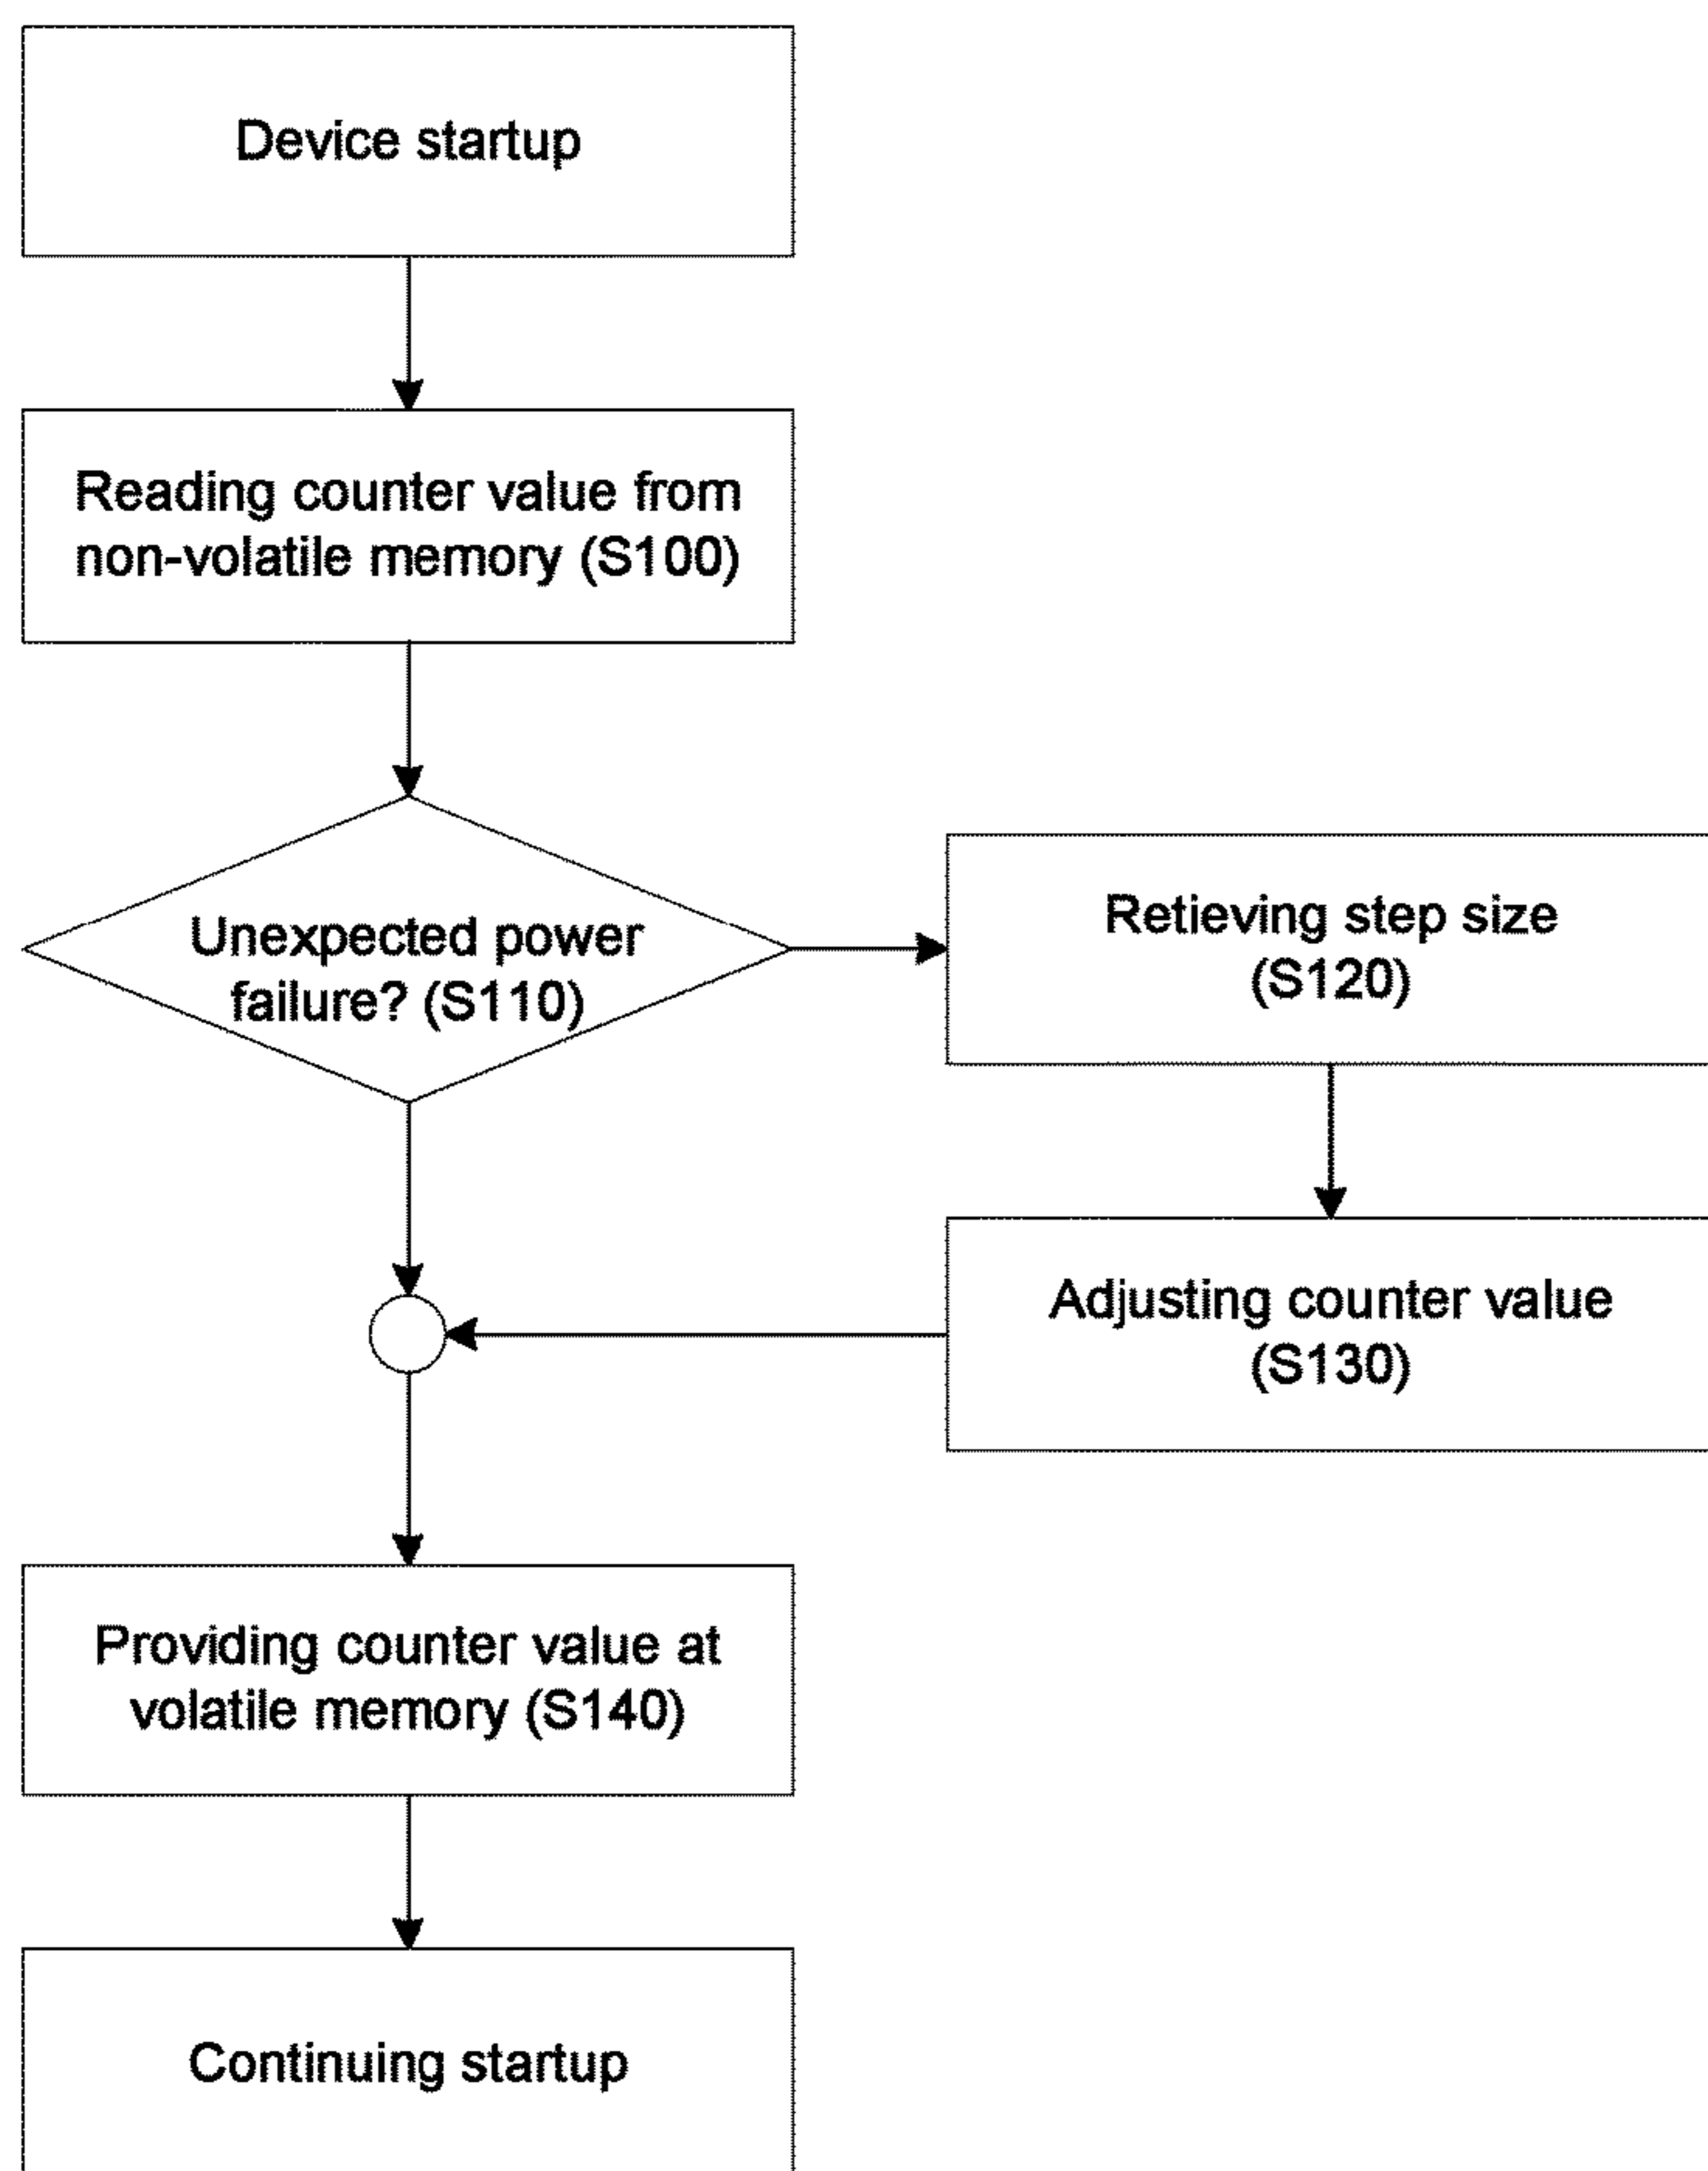 Device startup
Reading counter value from
non-volatile memory (S100)
Unexpected power
failure? (S110)
Retieving step size
(S120)
Adjusting counter value
(S130)
Providing counter value at
volatile memory (S140)
Continuing startup